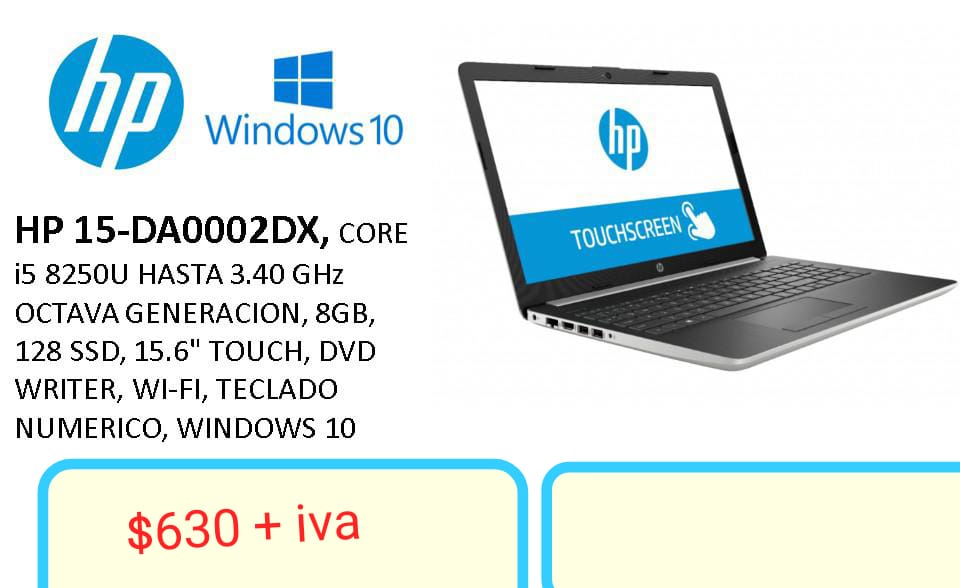 hp
Windows 10
hp
TOUCHSCREEN
hp
HP 15-DA0002DX, CORE
i5 8250U HASTA 3.40 GHz
OCTAVA GENERACION, 8GB,
128 SSD, 15.6" TOUCH, DVD
WRITER, WI-FI, TECLADO
NUMERICO, WINDOWS 10
$630 + iva